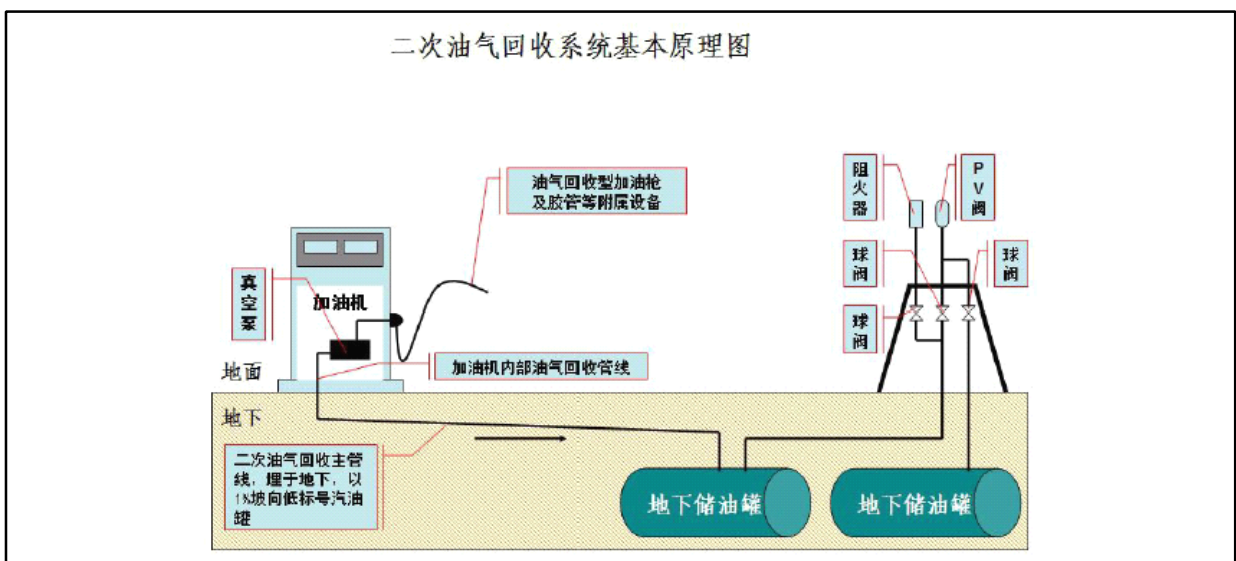 二次油气回收系统基本原理图
油气回收型加油枪
及胶管等附属设备
阻火器
PV阀
真空泵
加油机
球阀
球阀
球阀
加油机内部油气回收管线
地面
地下
二次油气回收主管
线，埋于地下，以
1%坡向低标号汽油
罐
地下储油罐
地下储油罐